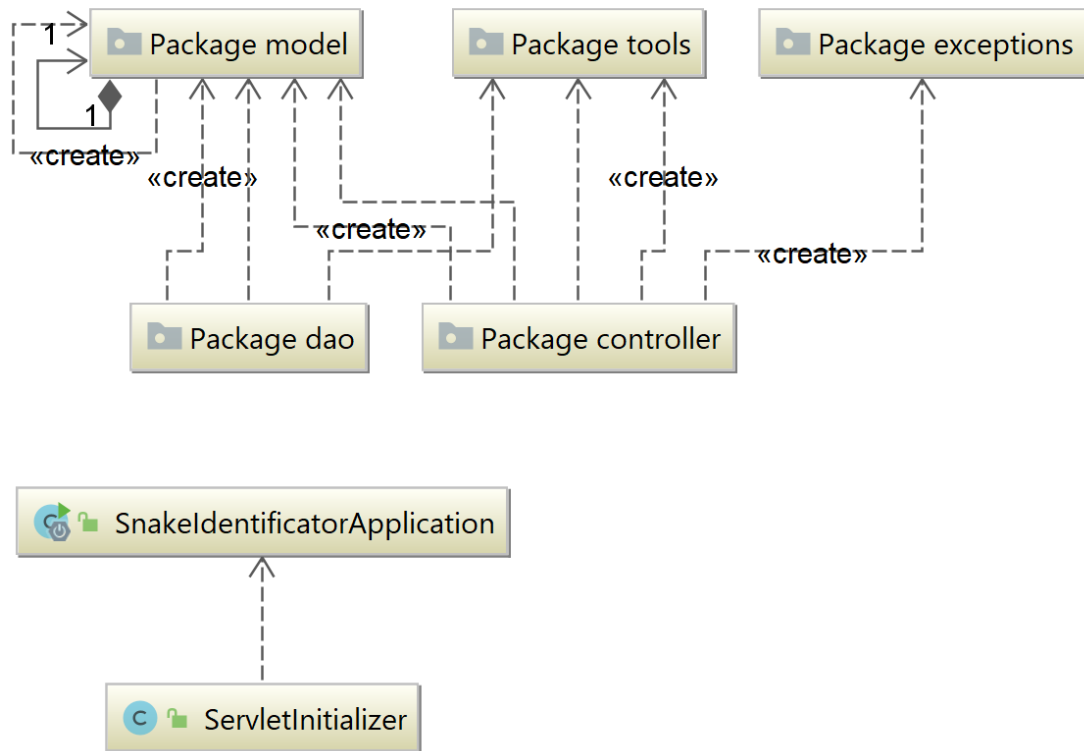 1
Package model
Package tools
Package exceptions
1
«create»
«create»
«create»
«create»
«create»
Package dao
Package controller
C
SnakeIdentificatorApplication
C
ServletInitializer